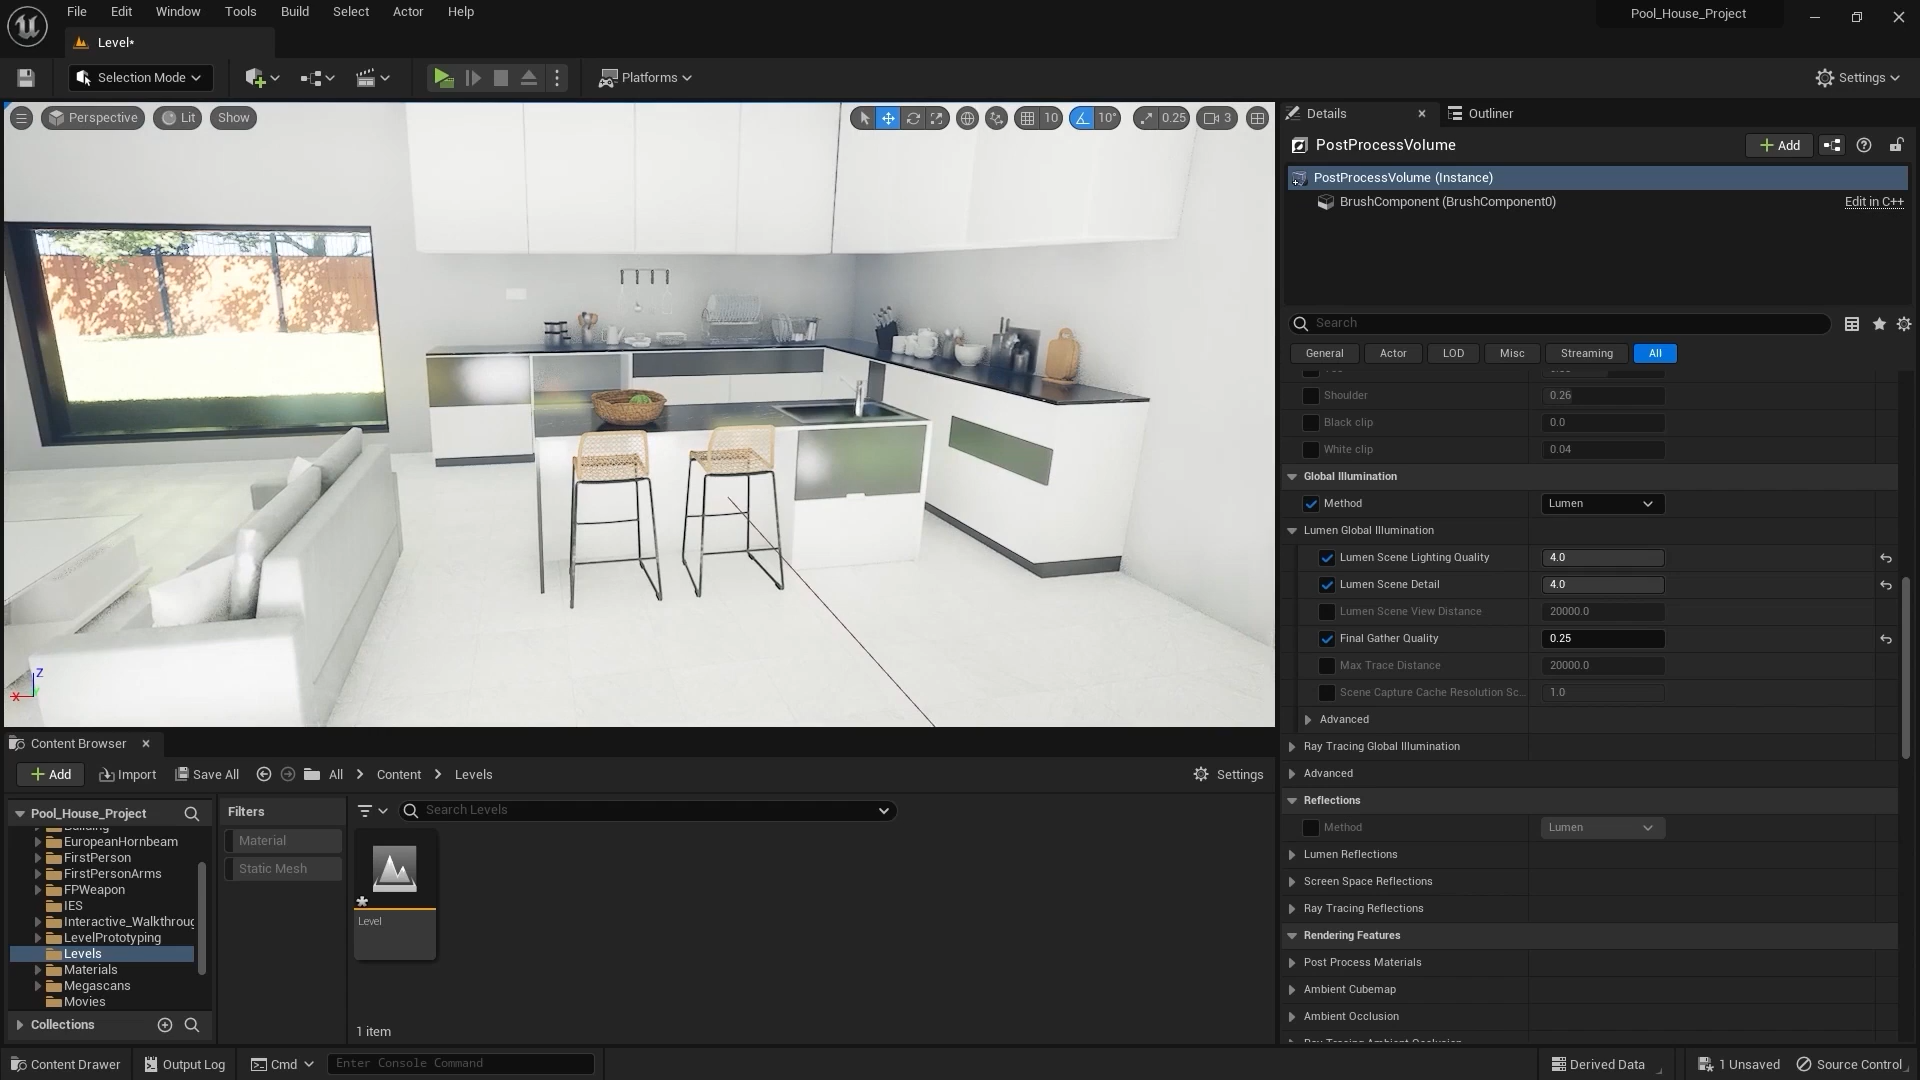 File Edit Window Tools Build Select Actor Help
Pool_House_Project
Level*
Selection Mode
Platforms
Settings
Perspective Lit Show
10 10° 0.25 3
Details Outliner
PostProcessVolume
Add
PostProcessVolume (Instance)
BrushComponent (BrushComponent0) Edit in C++
Search
General Actor LOD Misc Streaming All
Shoulder 0.26
Black clip 0.0
White clip 0.04
Global Illumination
Method Lumen
Lumen Global Illumination
Lumen Scene Lighting Quality 4.0
Lumen Scene Detail 4.0
Lumen Scene View Distance 20000.0
Final Gather Quality 0.25
Max Trace Distance 20000.0
Scene Capture Cache Resolution Sc... 1.0
Advanced
Ray Tracing Global Illumination
Advanced
Reflections
Method Lumen
Lumen Reflections
Screen Space Reflections
Ray Tracing Reflections
Rendering Features
Post Process Materials
Ambient Cubemap
Ambient Occlusion
Z
X
Content Browser
Add Import Save All All Content Levels Settings
Pool_House_Project
Building
EuropeanHornbeam
FirstPerson
FirstPersonArms
FPWeapon
IES
Interactive_Walkthroug
LevelPrototyping
Levels
Materials
Megascans
Movies
Collections
Filters
Material
Static Mesh
Search Levels
Level
1 item
Content Drawer Output Log Cmd Enter Console Command Derived Data 1 Unsaved Source Control